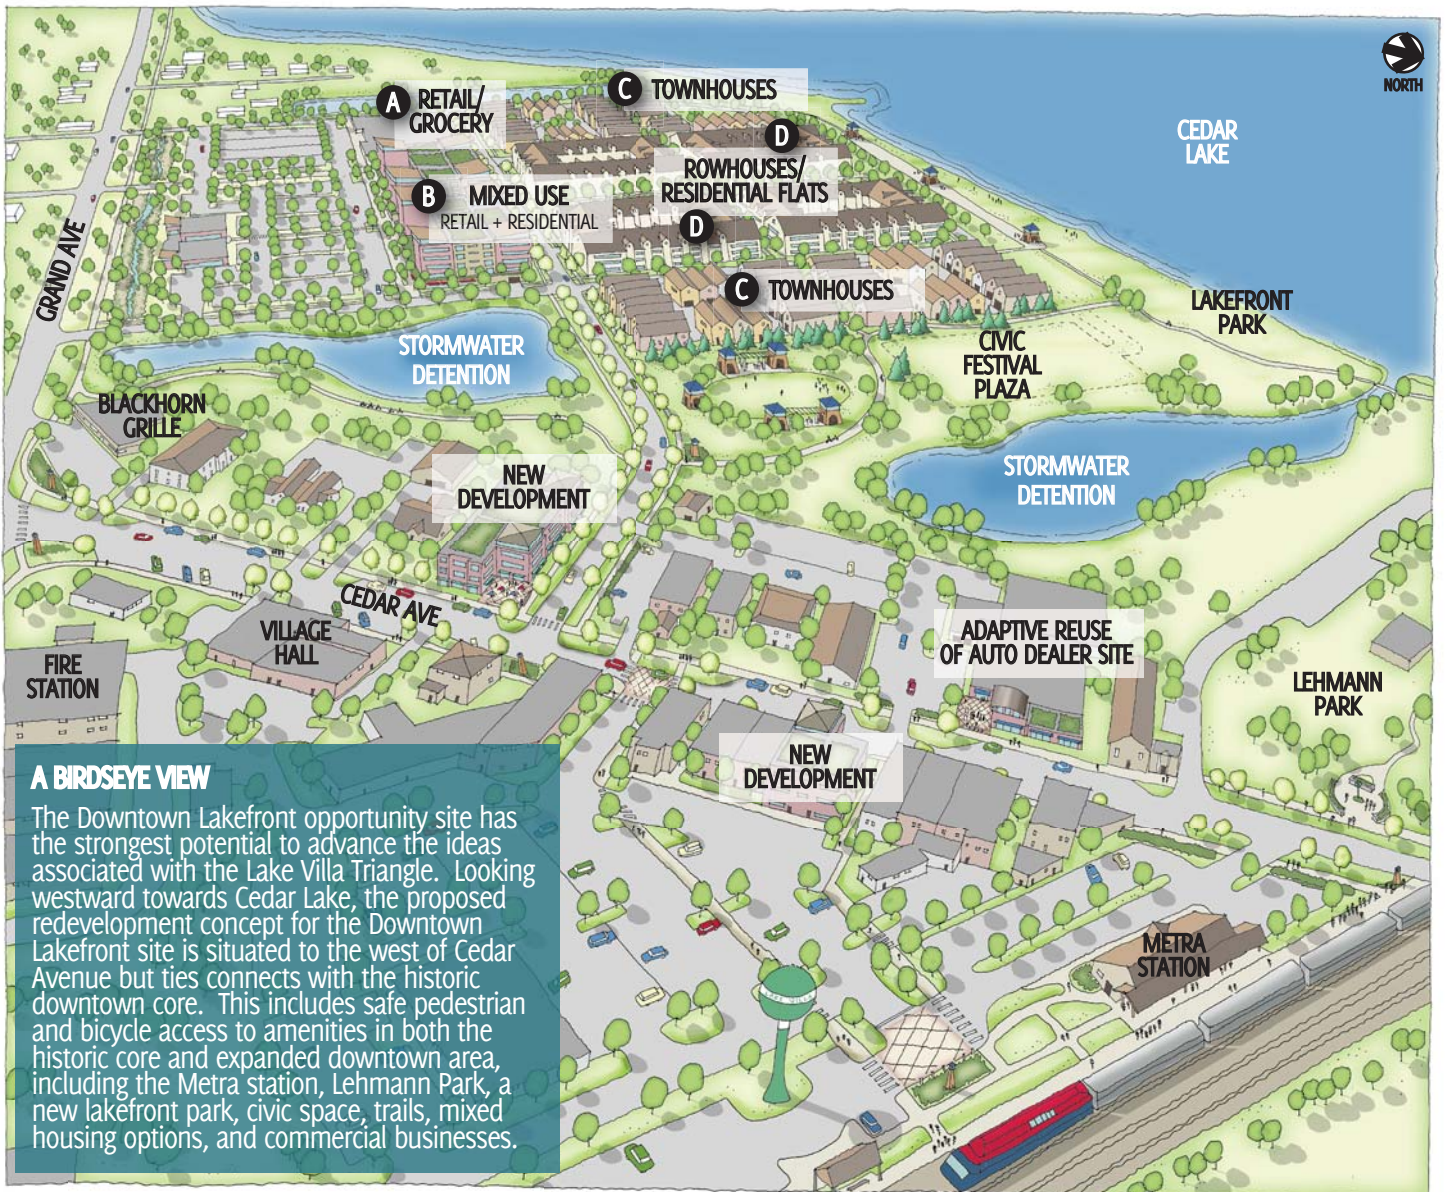 NORTH
CEDAR
LAKE
A RETAIL/
GROCERY
C TOWNHOUSES
D
ROWHOUSES/
RESIDENTIAL FLATS
D
B MIXED USE
RETAIL + RESIDENTIAL
GRAND AVE
C TOWNHOUSES
LAKEFRONT
PARK
STORMWATER
DETENTION
CIVIC
FESTIVAL
PLAZA
BLACKHORN
GRILLE
STORMWATER
DETENTION
NEW
DEVELOPMENT
CEDAR AVE
VILLAGE
HALL
FIRE
STATION
ADAPTIVE REUSE
OF AUTO DEALER SITE
LEHMANN
PARK
NEW
DEVELOPMENT
METRA
STATION
A BIRDSEYE VIEW
The Downtown Lakefront opportunity site has
the strongest potential to advance the ideas
associated with the Lake Villa Triangle.  Looking
westward towards Cedar Lake, the proposed
redevelopment concept for the Downtown
Lakefront site is situated to the west of Cedar
Avenue but ties connects with the historic
downtown core.  This includes safe pedestrian
and bicycle access to amenities in both the
historic core and expanded downtown area,
including the Metra station, Lehmann Park, a
new lakefront park, civic space, trails, mixed
housing options, and commercial businesses.